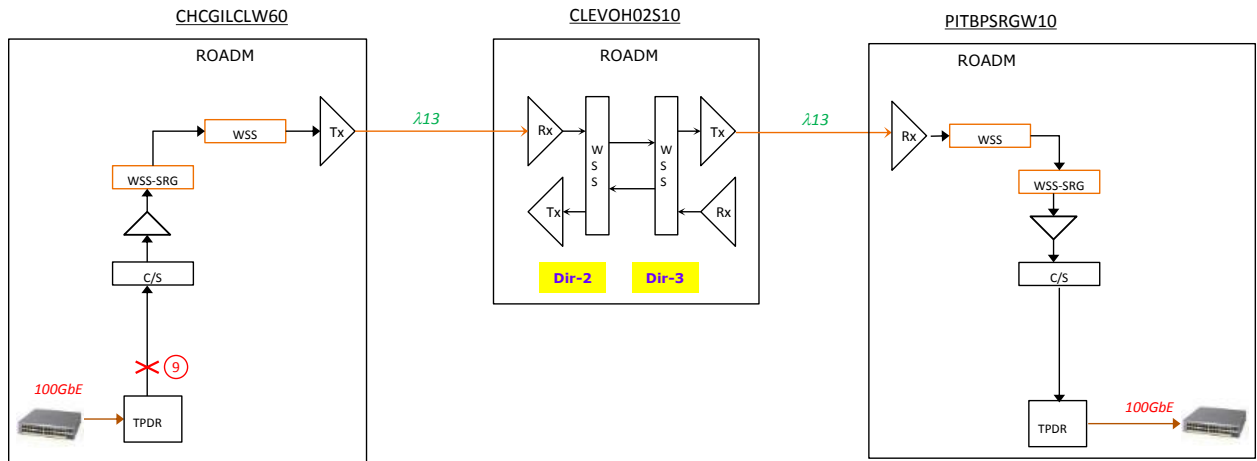 CHCGILCLW60
CLEVOH02S10
PITBPSRGW10
ROADM
WSS
Tx
WSS-SRG
C/S
9
100GbE
TPDR
λ13
ROADM
Rx
W
S
S
W
S
S
Tx
Tx
Rx
Dir-2
Dir-3
λ13
ROADM
Rx
WSS
WSS-SRG
C/S
TPDR
100GbE